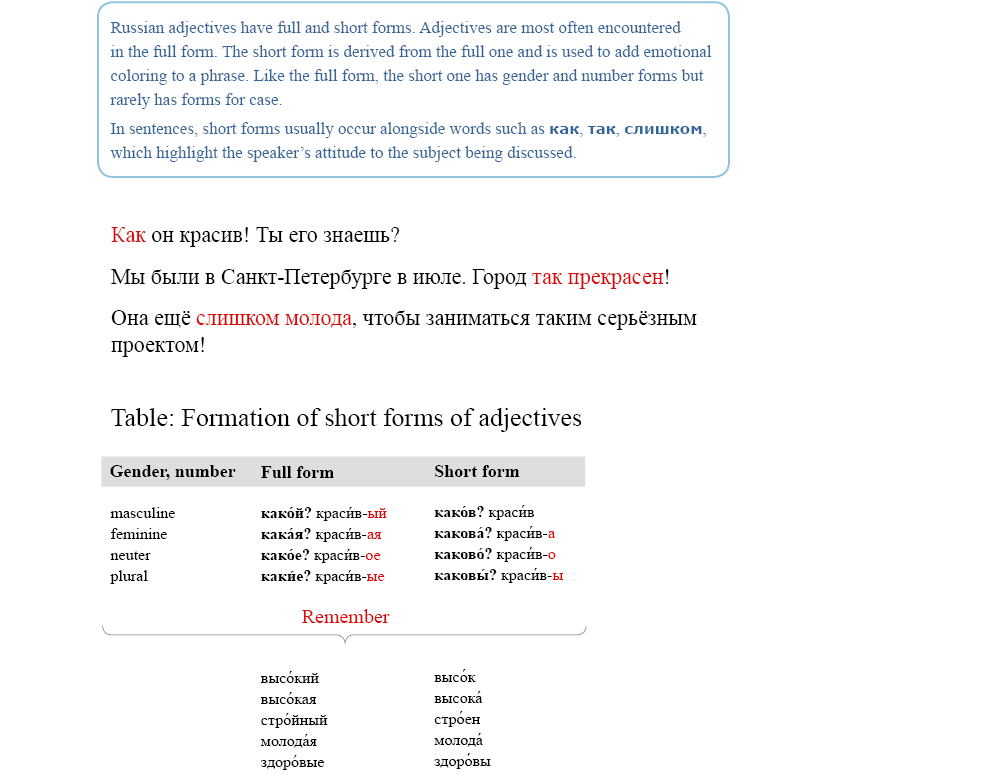 Russian adjectives have full and short forms. Adjectives are most often encountered
in the full form. The short form is derived from the full one and is used to add emotional
coloring to a phrase. Like the full form, the short one has gender and number forms but
rarely has forms for case.
In sentences, short forms usually occur alongside words such as как, так, слишком,
which highlight the speaker’s attitude to the subject being discussed.
Как он красив! Ты его знаешь?
Мы были в Санкт-Петербурге в июле. Город так прекрасен!
Она ещё слишком молода, чтобы заниматься таким серьёзным
проектом!
Table: Formation of short forms of adjectives
Gender, number Full form Short form
masculine како́й? краси́в-ый како́в? краси́в
feminine кака́я? краси́в-ая какова́? краси́в-а
neuter како́е? краси́в-ое каково́? краси́в-о
plural каки́е? краси́в-ые каковы́? краси́в-ы
Remember
высо́кий высо́к
высо́кая высока́
стро́йный стро́ен
молода́я молода́
здоро́вые здоро́вы